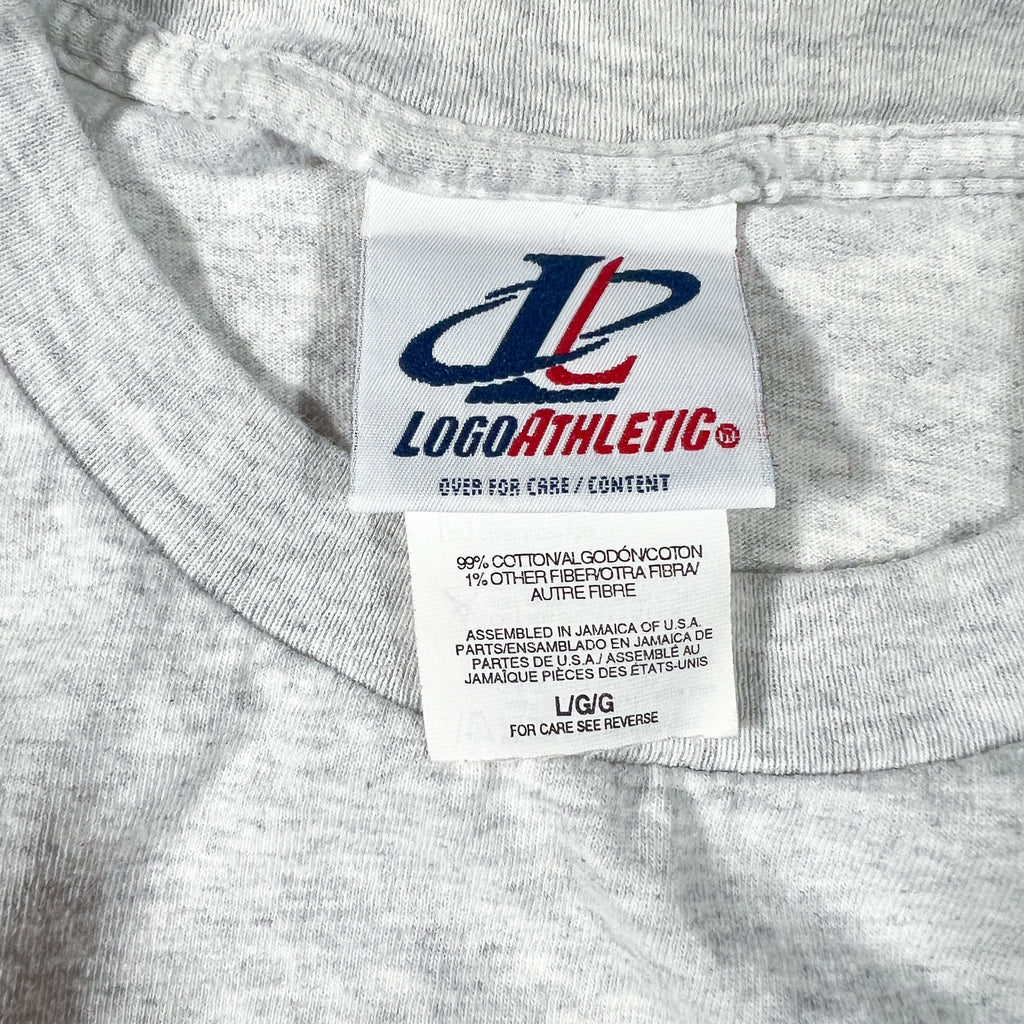 LOGOATHLETIC®
OVER FOR CARE / CONTENT
99% COTTON/ALGODÓN/COTON
1% OTHER FIBER/OTRA FIBRA/
AUTRE FIBRE
ASSEMBLED IN JAMAICA OF U.S.A.
PARTS/ENSAMBLADO EN JAMAICA DE
PARTES DE U.S.A./ ASSEMBLÉ AU
JAMAÏQUE PIÈCES DES ÉTATS-UNIS
L/G/G
FOR CARE SEE REVERSE